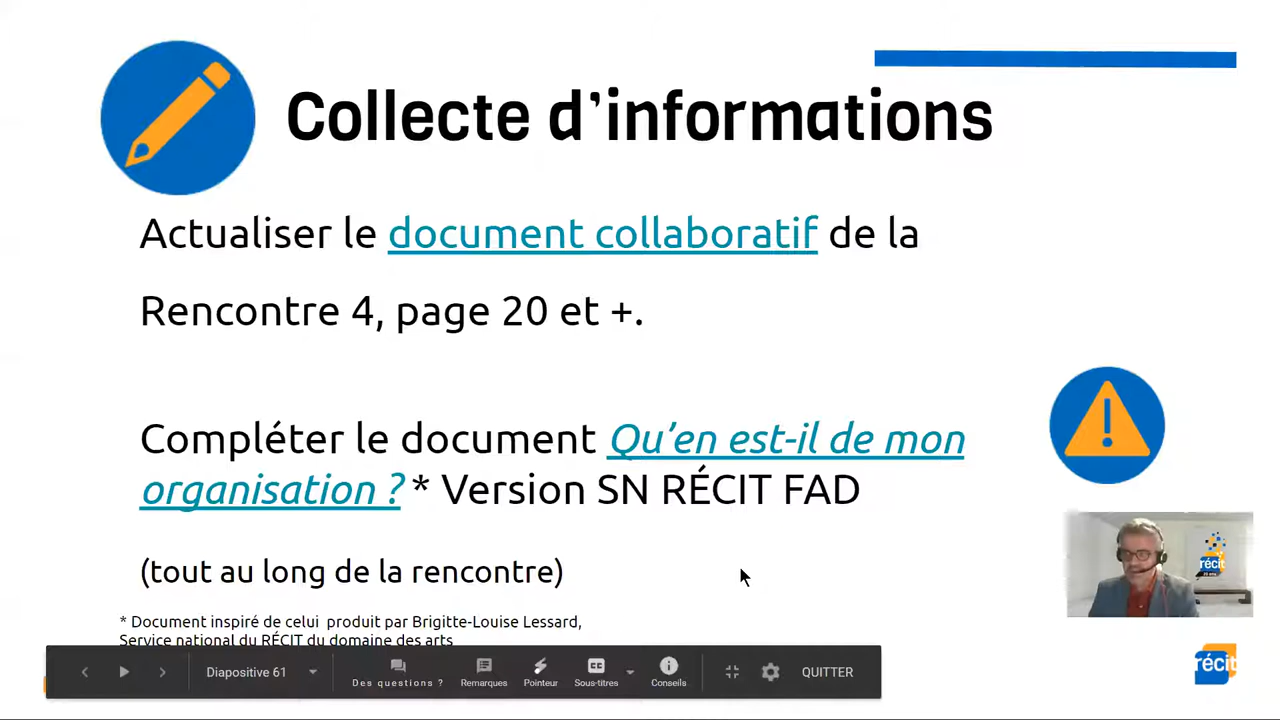 Collecte d’informations
Actualiser le document collaboratif de la
Rencontre 4, page 20 et +.
Compléter le document Qu’en est-il de mon
organisation ? * Version SN RÉCIT FAD
(tout au long de la rencontre)
* Document inspiré de celui produit par Brigitte-Louise Lessard,
Service national du RÉCIT du domaine des arts
récit
récit
Diapositive 61
Des questions ?
Remarques
Pointeur
Sous-titres
Conseils
QUITTER